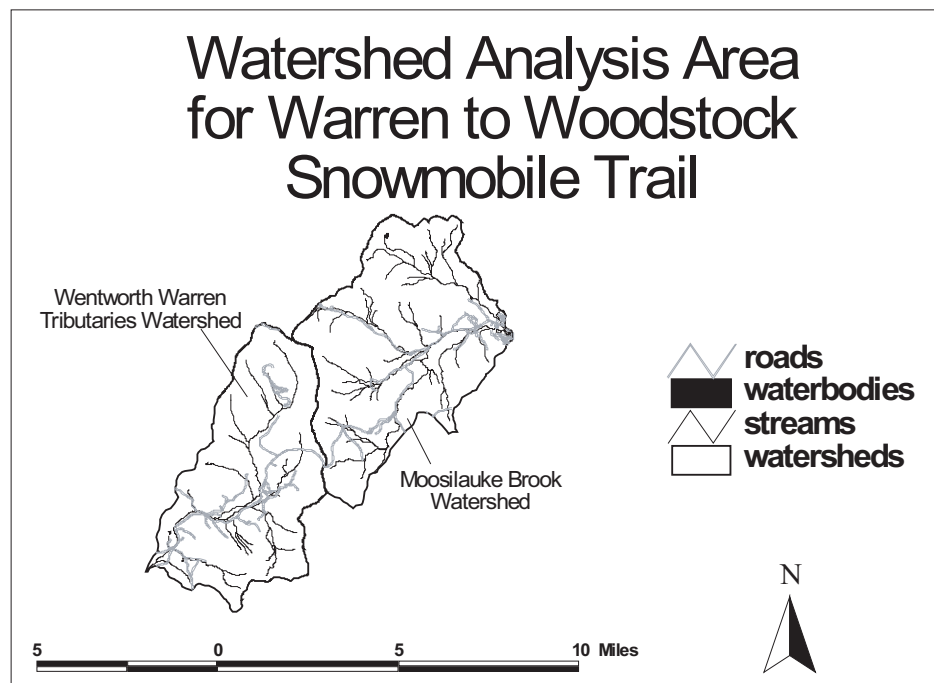 Watershed Analysis Area
for Warren to Woodstock
Snowmobile Trail
Wentworth Warren
Tributaries Watershed
Moosilauke Brook
Watershed
roads
waterbodies
streams
watersheds
N
5 0 5 10 Miles